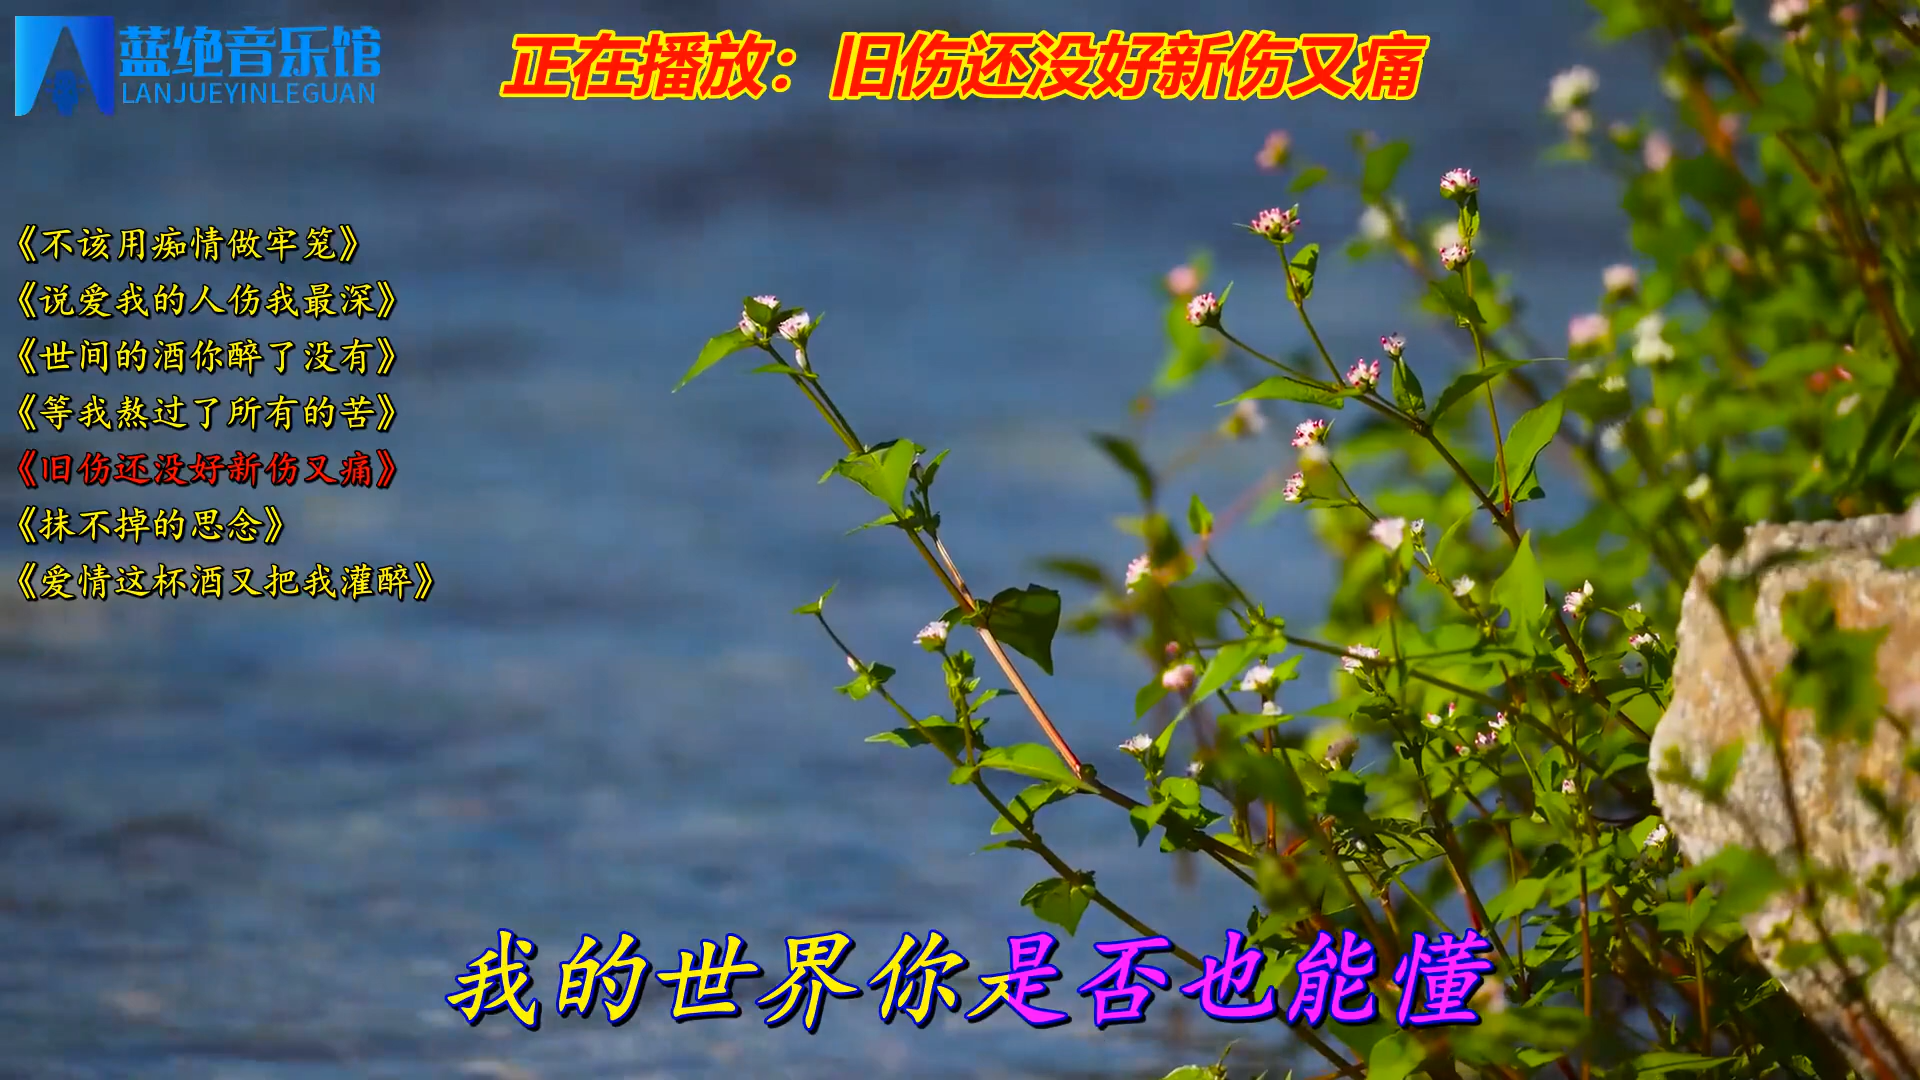 蓝绝音乐馆
LANJUEYINLEGUAN
正在播放：旧伤还没好新伤又痛
《不该用痴情做牢笼》
《说爱我的人伤我最深》
《世间的酒你醉了没有》
《等我熬过了所有的苦》
《旧伤还没好新伤又痛》
《抹不掉的思念》
《爱情这杯酒又把我灌醉》
我的世界你是否也能懂